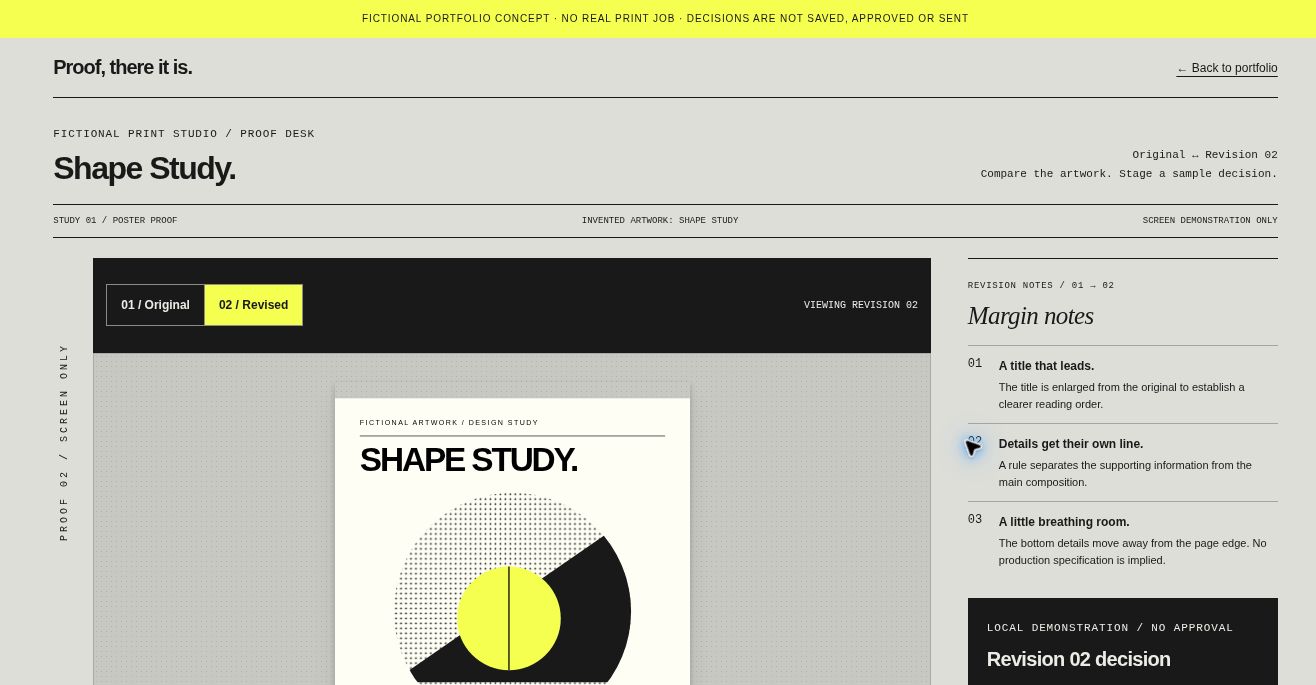 FICTIONAL PORTFOLIO CONCEPT · NO REAL PRINT JOB · DECISIONS ARE NOT SAVED, APPROVED OR SENT
Proof, there it is.
← Back to portfolio
FICTIONAL PRINT STUDIO / PROOF DESK
Shape Study.
Original ↔ Revision 02
Compare the artwork. Stage a sample decision.
STUDY 01 / POSTER PROOF
INVENTED ARTWORK: SHAPE STUDY
SCREEN DEMONSTRATION ONLY
PROOF 02 / SCREEN ONLY
01 / Original
02 / Revised
VIEWING REVISION 02
FICTIONAL ARTWORK / DESIGN STUDY
SHAPE STUDY.
REVISION NOTES / 01 → 02
Margin notes
01
A title that leads.
The title is enlarged from the original to establish a
clearer reading order.
Details get their own line.
A rule separates the supporting information from the
main composition.
03
A little breathing room.
The bottom details move away from the page edge. No
production specification is implied.
LOCAL DEMONSTRATION / NO APPROVAL
Revision 02 decision